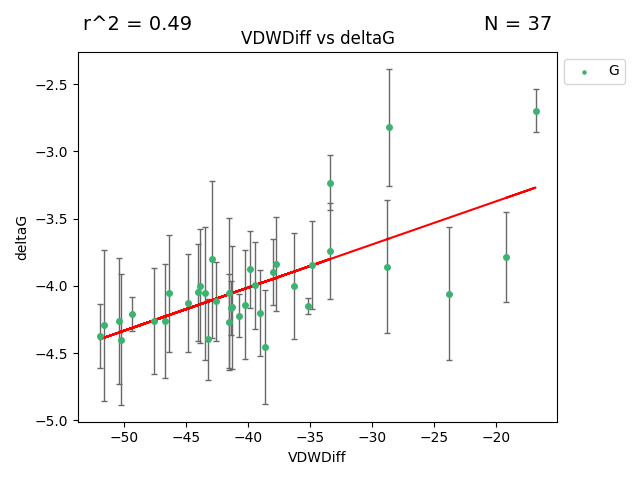 r^2 = 0.49
N = 37
VDWDiff vs deltaG
G
−2.5
−3.0
−3.5
−4.0
−4.5
−5.0
deltaG
−50
−45
−40
−35
−30
−25
−20
VDWDiff